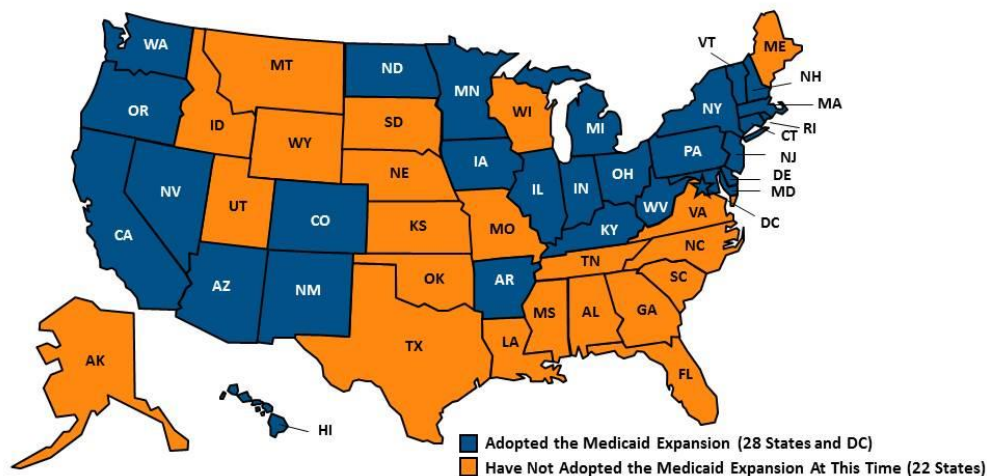 WA
MT
ND
MN
VT
ME
NH
MA
RI
CT
NY
OR
ID
SD
WI
MI
WY
IA
PA
NJ
DE
MD
DC
NE
NV
UT
CO
IL
IN
OH
WV
VA
CA
KS
MO
KY
NC
TN
AZ
NM
OK
AR
SC
MS
AL
GA
TX
LA
FL
AK
HI
Adopted the Medicaid Expansion (28 States and DC)
Have Not Adopted the Medicaid Expansion At This Time (22 States)